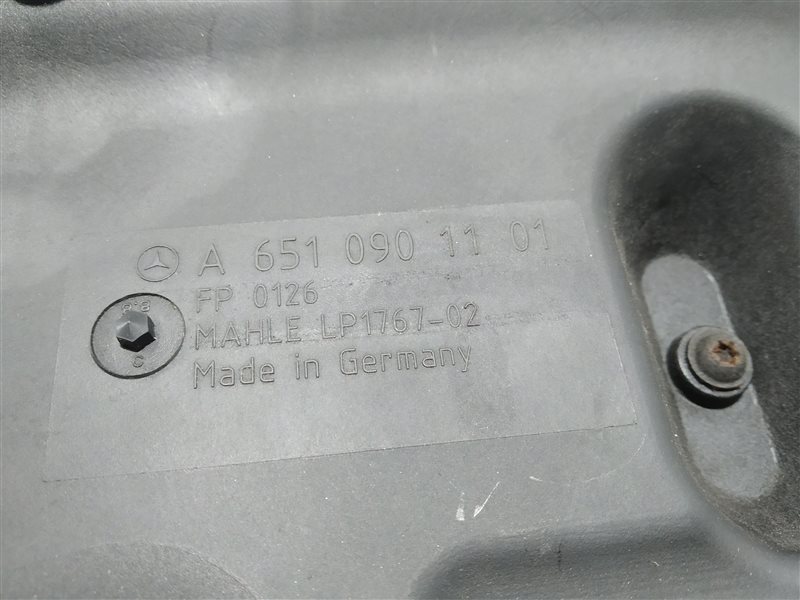 A 651 090 11 01
FP 0126
MAHLE LP1767-02
Made in Germany